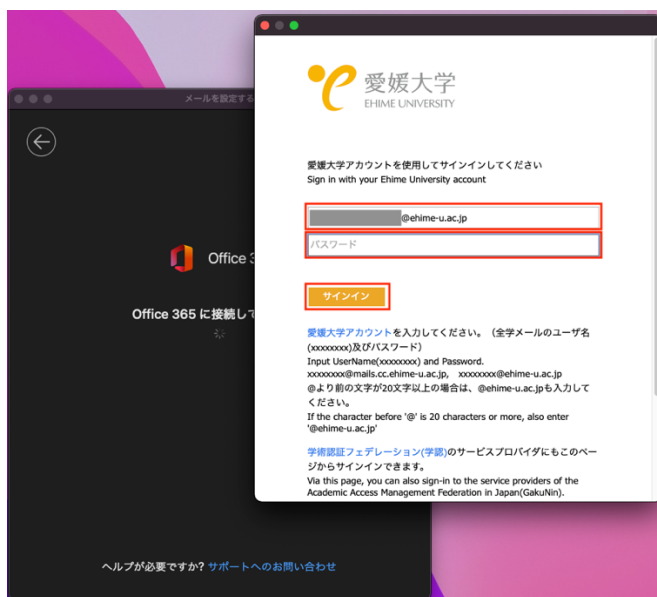 メールを設定する
Office 3
Office 365 に接続して
ヘルプが必要ですか? サポートへのお問い合わせ
愛媛大学
EHIME UNIVERSITY
愛媛大学アカウントを使用してサインインしてください
Sign in with your Ehime University account
@ehime-u.ac.jp
パスワード
サインイン
愛媛大学アカウントを入力してください。（全学メールのユーザ名
(xxxxxxxx)及びパスワード）
Input UserName(xxxxxxxx) and Password.
xxxxxxxx@mails.cc.ehime-u.ac.jp, xxxxxxxx@ehime-u.ac.jp
@より前の文字が20文字以上の場合は、@ehime-u.ac.jpも入力して
ください。
If the character before '@' is 20 characters or more, also enter
'@ehime-u.ac.jp'
学術認証フェデレーション(学認)のサービスプロバイダにもこのペー
ジからサインインできます。
Via this page, you can also sign-in to the service providers of the
Academic Access Management Federation in Japan(GakuNin).